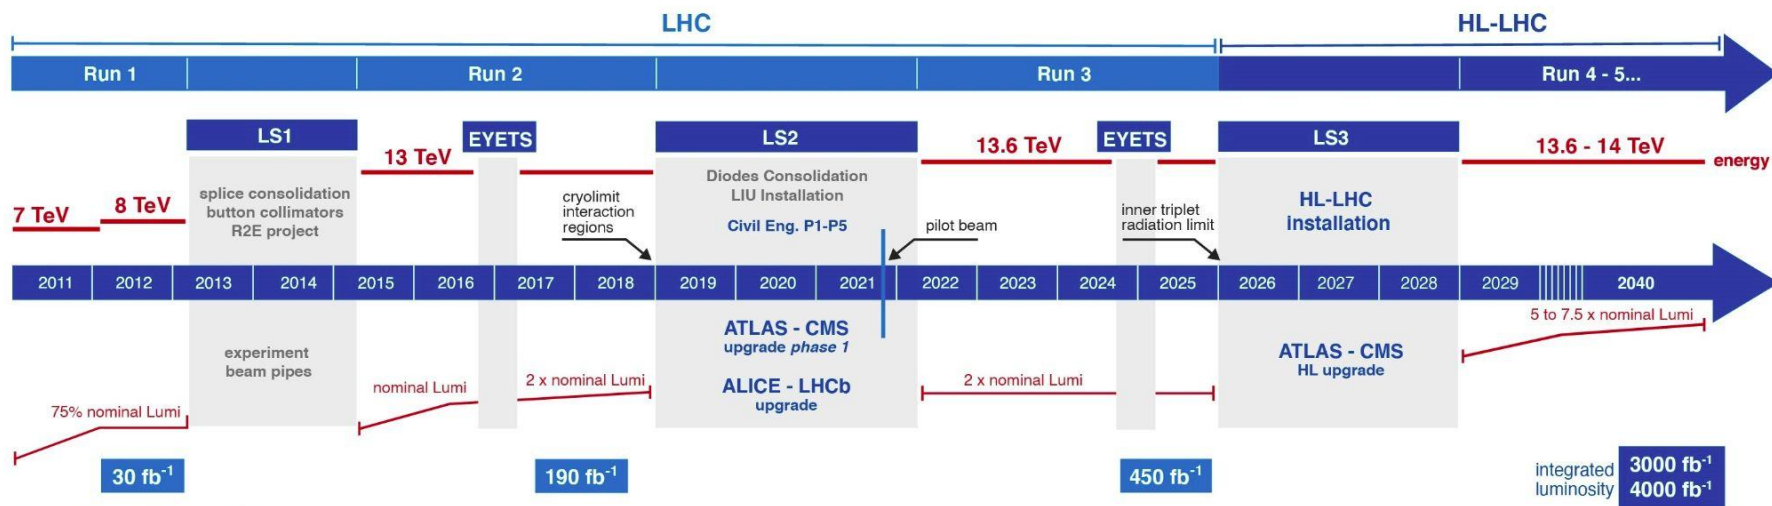 LHC
HL-LHC
Run 1
Run 2
Run 3
Run 4 - 5...
LS1
EYETS
LS2
EYETS
LS3
13 TeV
13.6 TeV
13.6 - 14 TeV
energy
7 TeV
8 TeV
splice consolidation
button collimators
R2E project
cryolimit
interaction
regions
Diodes Consolidation
LIU Installation
Civil Eng. P1-P5
pilot beam
inner triplet
radiation limit
HL-LHC
installation
2011
2012
2013
2014
2015
2016
2017
2018
2019
2020
2021
2022
2023
2024
2025
2026
2027
2028
2029
2040
experiment
beam pipes
ATLAS - CMS
upgrade phase 1
ALICE - LHCb
upgrade
ATLAS - CMS
HL upgrade
5 to 7.5 x nominal Lumi
75% nominal Lumi
nominal Lumi
2 x nominal Lumi
2 x nominal Lumi
30 fb⁻¹
190 fb⁻¹
450 fb⁻¹
integrated
luminosity
3000 fb⁻¹
4000 fb⁻¹